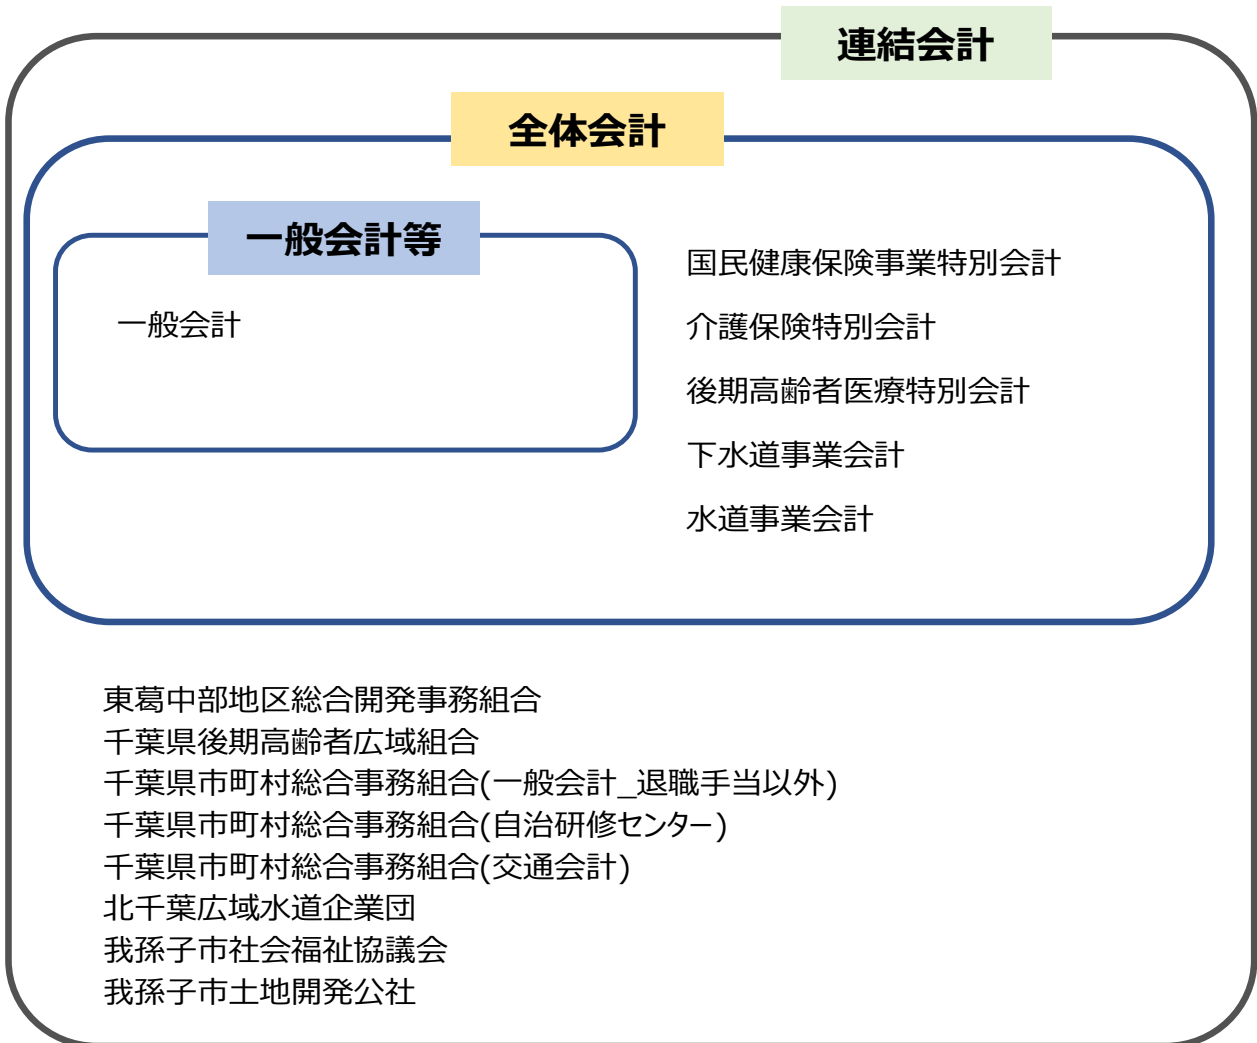 連結会計
全体会計
一般会計等
一般会計
国民健康保険事業特別会計
介護保険特別会計
後期高齢者医療特別会計
下水道事業会計
水道事業会計
東葛中部地区総合開発事務組合
千葉県後期高齢者広域組合
千葉県市町村総合事務組合(一般会計_退職手当以外)
千葉県市町村総合事務組合(自治研修センター)
千葉県市町村総合事務組合(交通会計)
北千葉広域水道企業団
我孫子市社会福祉協議会
我孫子市土地開発公社